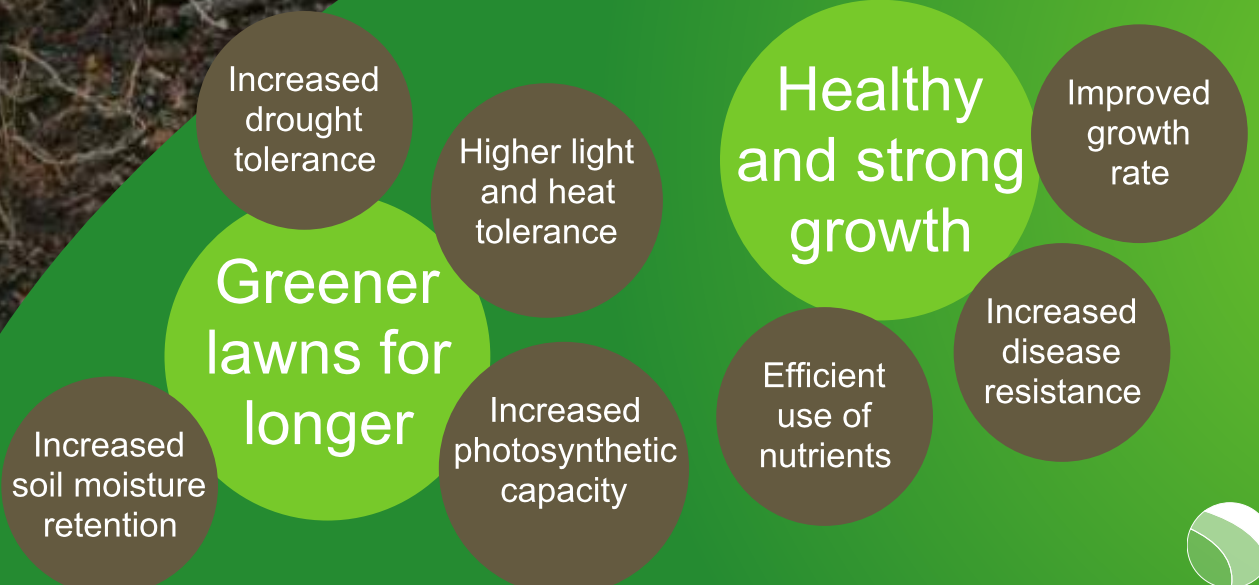 Increased
drought
tolerance
Higher light
and heat
tolerance
Greener
lawns for
longer
Increased
soil moisture
retention
Increased
photosynthetic
capacity
Healthy
and strong
growth
Improved
growth
rate
Increased
disease
resistance
Efficient
use of
nutrients